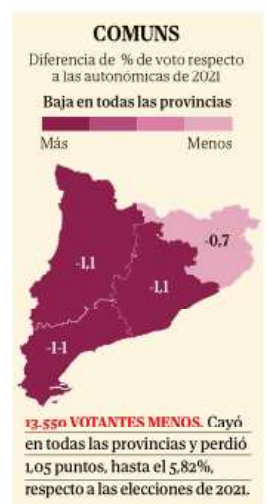 COMUNS
Diferencia de % de voto respecto
a las autonómicas de 2021
Baja en todas las provincias
Más Menos
-0,7
-1,1
-1,1
-1-1
13.550 VOTANTES MENOS. Cayó
en todas las provincias y perdió
1,05 puntos, hasta el 5,82%,
respecto a las elecciones de 2021.